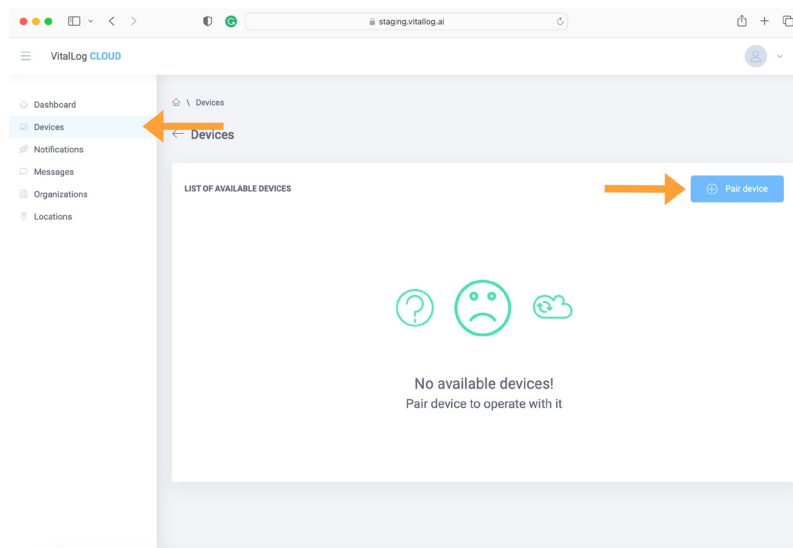 staging.vitallog.ai
VitalLog CLOUD
Dashboard
Devices
Notifications
Messages
Organizations
Locations
\ Devices
← Devices
LIST OF AVAILABLE DEVICES
Pair device
No available devices!
Pair device to operate with it